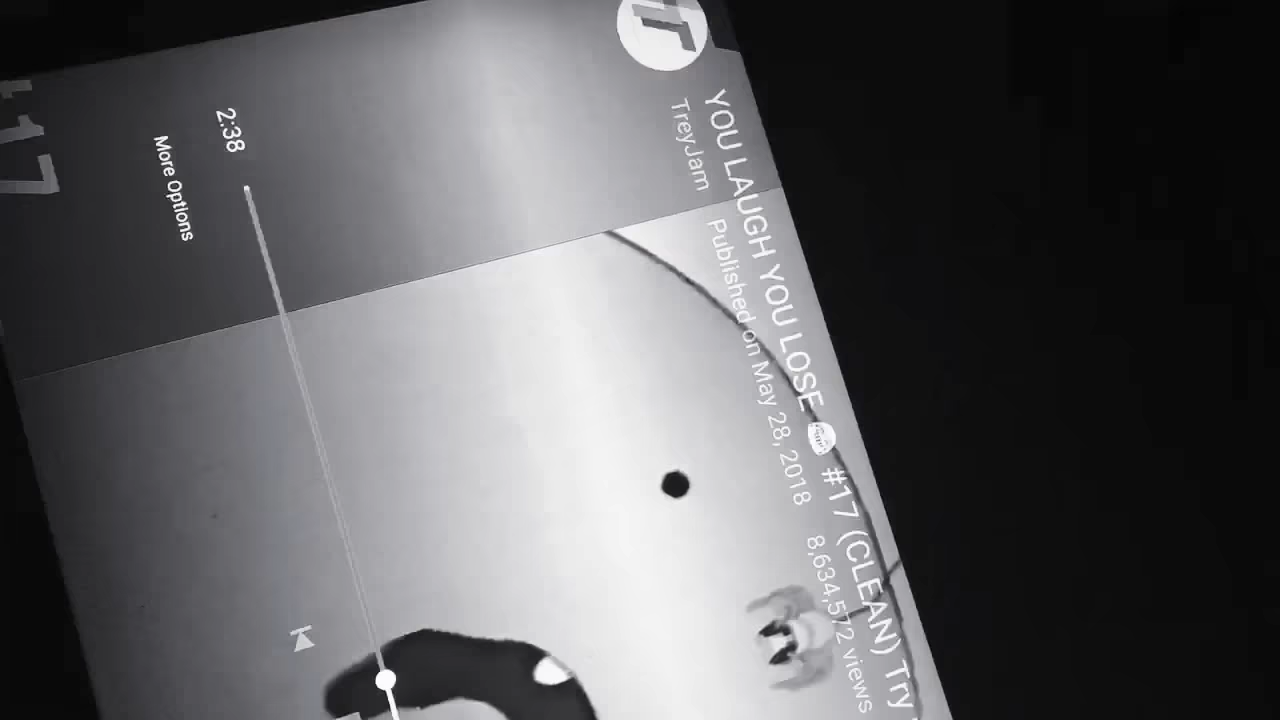 YOU LAUGH YOU LOSE 😂 #17 (CLEAN) Try
TreyJam
Published on May 28, 2018 8,634,572 views
2:38
More Options
17